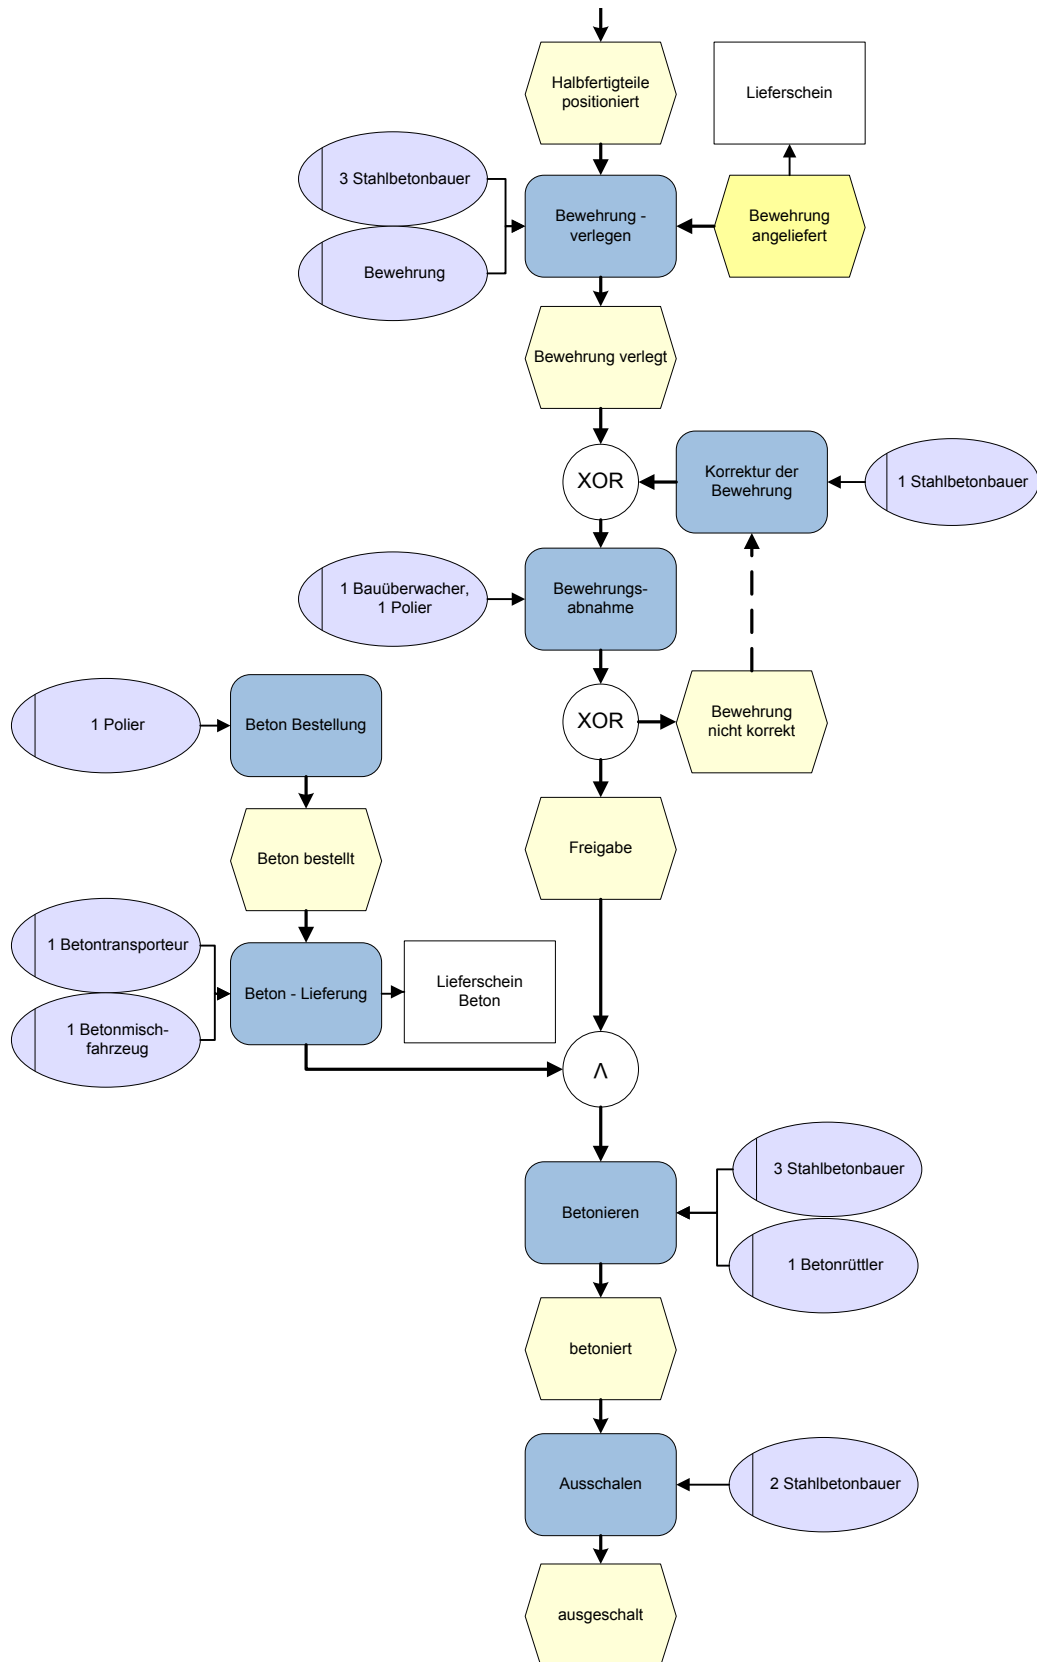 Halbfertigteile
positioniert
Lieferschein
3 Stahlbetonbauer
Bewehrung -
verlegen
Bewehrung
angeliefert
Bewehrung
Bewehrung verlegt
XOR
Korrektur der
Bewehrung
1 Stahlbetonbauer
1 Bauüberwacher,
1 Polier
Bewehrungs-
abnahme
1 Polier
Beton Bestellung
XOR
Bewehrung
nicht korrekt
Beton bestellt
Freigabe
1 Betontransporteur
1 Betonmisch-
fahrzeug
Beton - Lieferung
Lieferschein
Beton
Λ
3 Stahlbetonbauer
Betonieren
1 Betonrüttler
betoniert
Ausschalen
2 Stahlbetonbauer
ausgeschalt